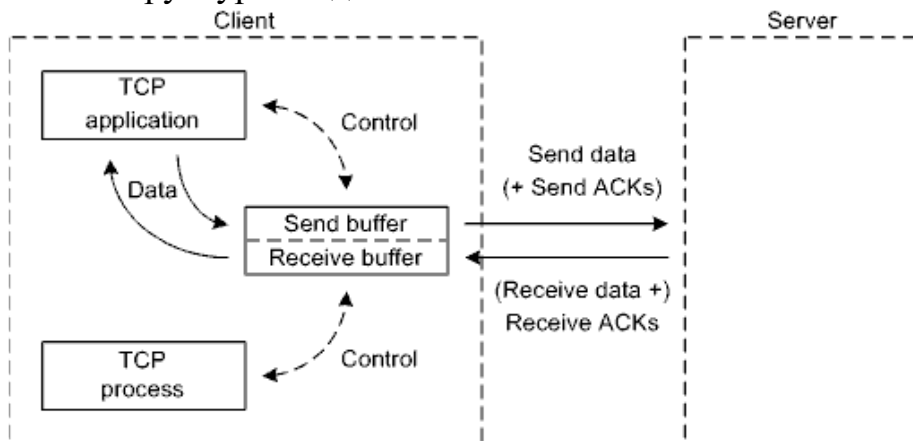 Client
Server
TCP
application
Control
Data
Send buffer
Receive buffer
Send data
(+ Send ACKs)
(Receive data +)
Receive ACKs
TCP
process
Control